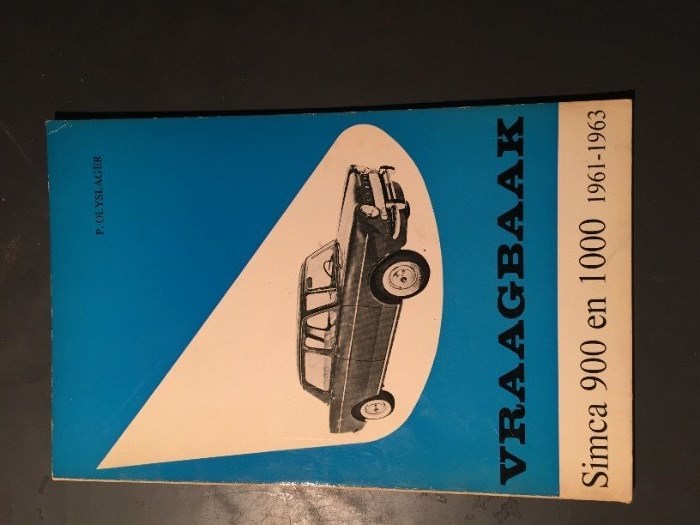 P. OLYSLAGER
VRAAGBAAK
Simca 900 en 1000 1961-1963